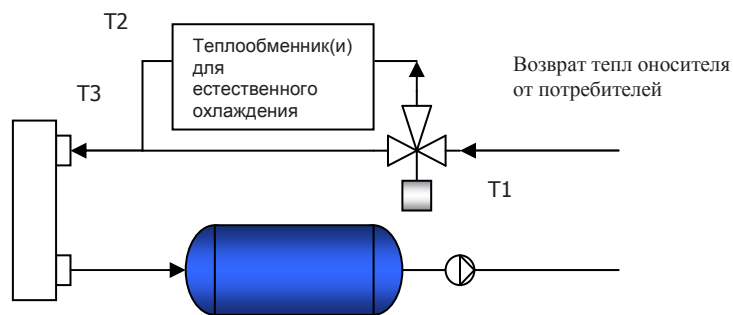 T2
Теплообменник(и)
для
естественного
охлаждения
Возврат тепл оносителя
от потребителей
T3
T1